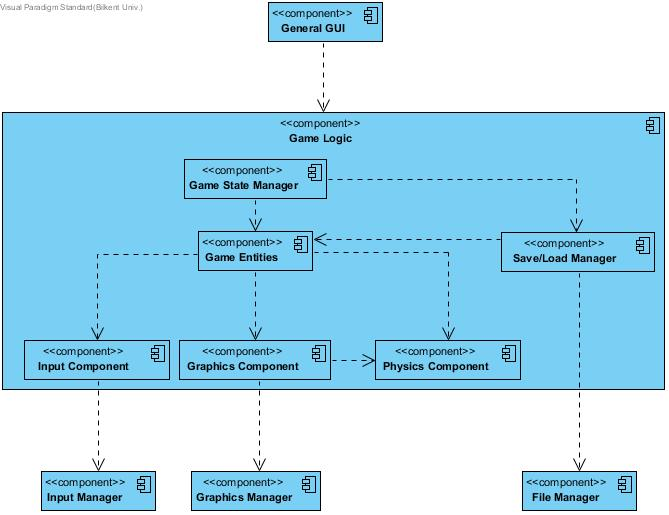 Visual Paradigm Standard(Bilkent Univ.)
<<component>>
General GUI
<<component>>
Game Logic
<<component>>
Game State Manager
<<component>>
Game Entities
<<component>>
Save/Load Manager
<<component>>
Input Component
<<component>>
Graphics Component
<<component>>
Physics Component
<<component>>
Input Manager
<<component>>
Graphics Manager
<<component>>
File Manager